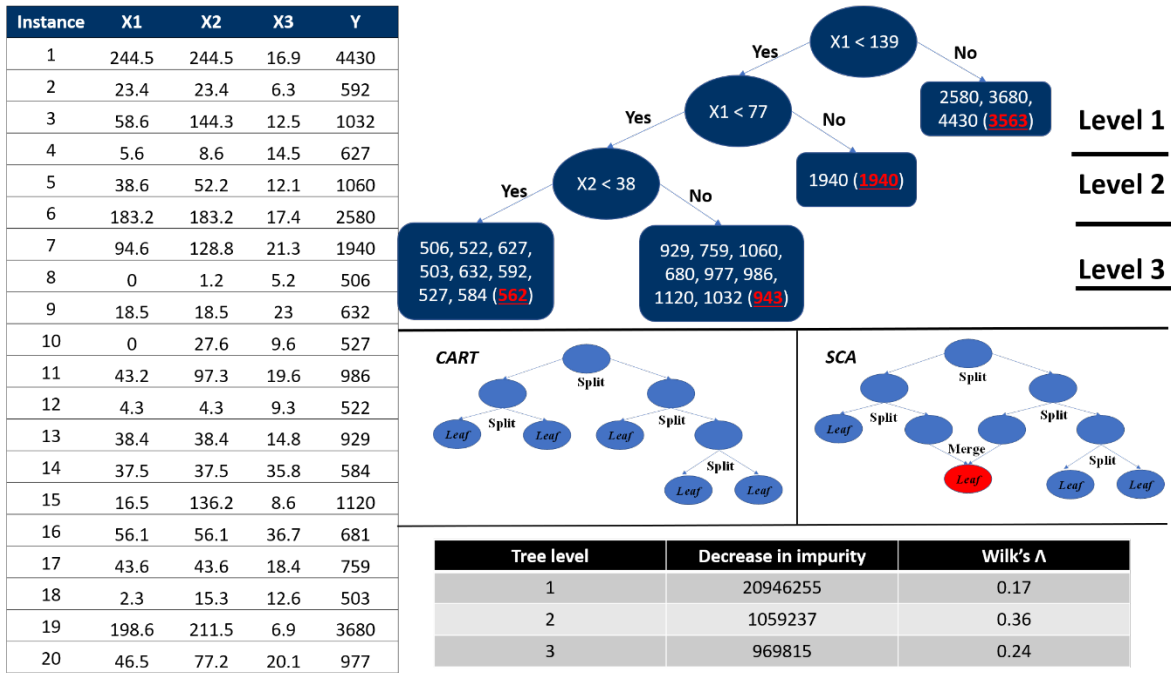 Instance X1 X2 X3 Y
1 244.5 244.5 16.9 4430
2 23.4 23.4 6.3 592
3 58.6 144.3 12.5 1032
4 5.6 8.6 14.5 627
5 38.6 52.2 12.1 1060
6 183.2 183.2 17.4 2580
7 94.6 128.8 21.3 1940
8 0 1.2 5.2 506
9 18.5 18.5 23 632
10 0 27.6 9.6 527
11 43.2 97.3 19.6 986
12 4.3 4.3 9.3 522
13 38.4 38.4 14.8 929
14 37.5 37.5 35.8 584
15 16.5 136.2 8.6 1120
16 56.1 56.1 36.7 681
17 43.6 43.6 18.4 759
18 2.3 15.3 12.6 503
19 198.6 211.5 6.9 3680
20 46.5 77.2 20.1 977
X1 < 139
Yes
No
X1 < 77
2580, 3680,
4430 (3563)
Level 1
Yes
No
X2 < 38
1940 (1940)
Level 2
Yes
No
506, 522, 627,
503, 632, 592,
527, 584 (562)
929, 759, 1060,
680, 977, 986,
1120, 1032 (943)
Level 3
CART
Split
Split
Split
Leaf
Leaf
Leaf
Split
Leaf
Leaf
SCA
Split
Split
Split
Leaf
Merge
Leaf
Split
Leaf
Leaf
Tree level Decrease in impurity Wilk's Λ
1 20946255 0.17
2 1059237 0.36
3 969815 0.24